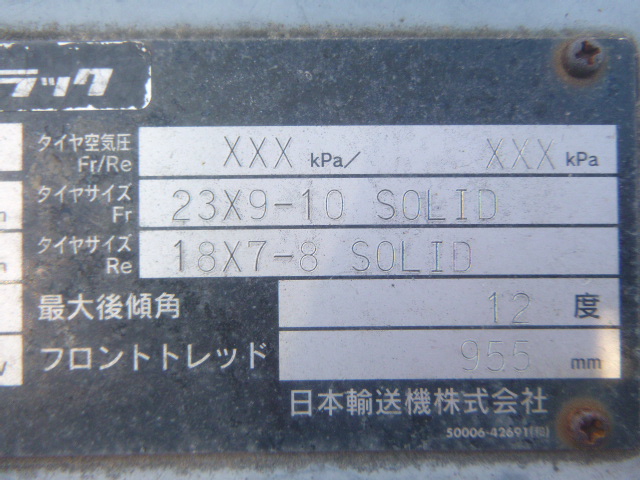 ラック
タイヤ空気圧 Fr/Re XXX kPa/ XXX kPa
タイヤサイズ Fr 23X9-10 SOLID
タイヤサイズ Re 18X7-8 SOLID
最大後傾角 12 度
フロントトレッド 955 mm
日本輸送機株式会社
50006-42691